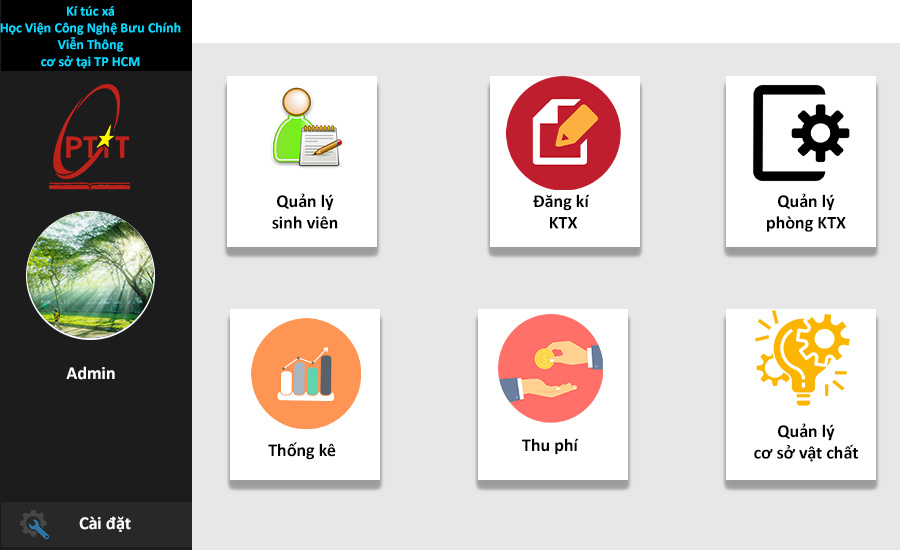 Kí túc xá
Học Viện Công Nghệ Bưu Chính
Viễn Thông
cơ sở tại TP HCM
PTIT
Admin
Cài đặt
Quản lý
sinh viên
Đăng kí
KTX
Quản lý
phòng KTX
Thống kê
Thu phí
Quản lý
cơ sở vật chất